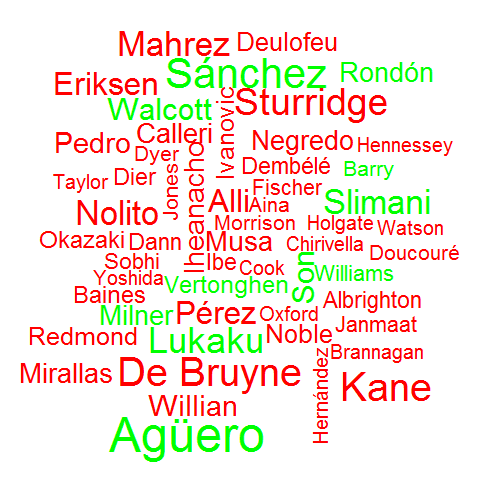 Mahrez
Deulofeu
Sánchez
Rondón
Eriksen
Walcott
Sturridge
Ivanovic
Pedro
Calleri
Negredo
Hennessey
Dyer
Iheanacho
Dembélé
Barry
Taylor
Dier
Jones
Fischer
Nolito
Alli
Aina
Slimani
Morrison
Holgate
Watson
Okazaki
Dann
Musa
Chirivella
Doucouré
Sobhi
Ibe
Cook
Son
Williams
Yoshida
Vertonghen
Baines
Albrighton
Milner
Pérez
Oxford
Janmaat
Redmond
Lukaku
Noble
Brannagan
Hernández
Mirallas
De Bruyne
Kane
Willian
Agüero